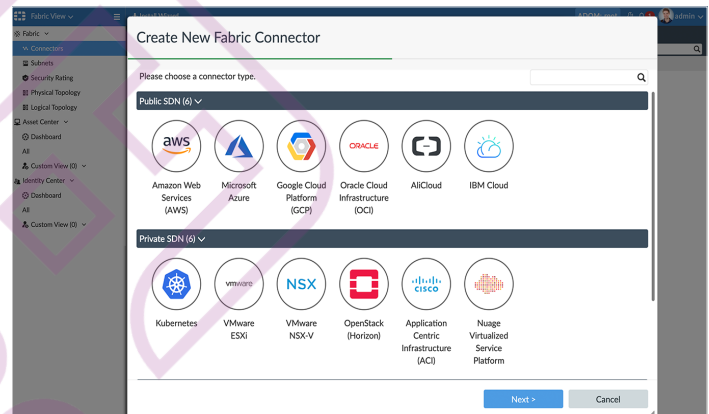 Fabric View
Install Wizard
ADOM: root
admin
Fabric
Connectors
Subnets
Security Rating
Physical Topology
Logical Topology
Asset Center
Dashboard
All
Custom View (0)
Identity Center
Dashboard
All
Custom View (0)
Create New Fabric Connector
Please choose a connector type.
Public SDN (6)
aws
ORACLE
Amazon Web
Services
(AWS)
Microsoft
Azure
Google Cloud
Platform
(GCP)
Oracle Cloud
Infrastructure
(OCI)
AliCloud
IBM Cloud
Private SDN (6)
vmware
NSX
CISCO
Kubernetes
VMware
ESXi
VMware
NSX-V
OpenStack
(Horizon)
Application
Centric
Infrastructure
(ACI)
Nuage
Virtualized
Service
Platform
Next >
Cancel